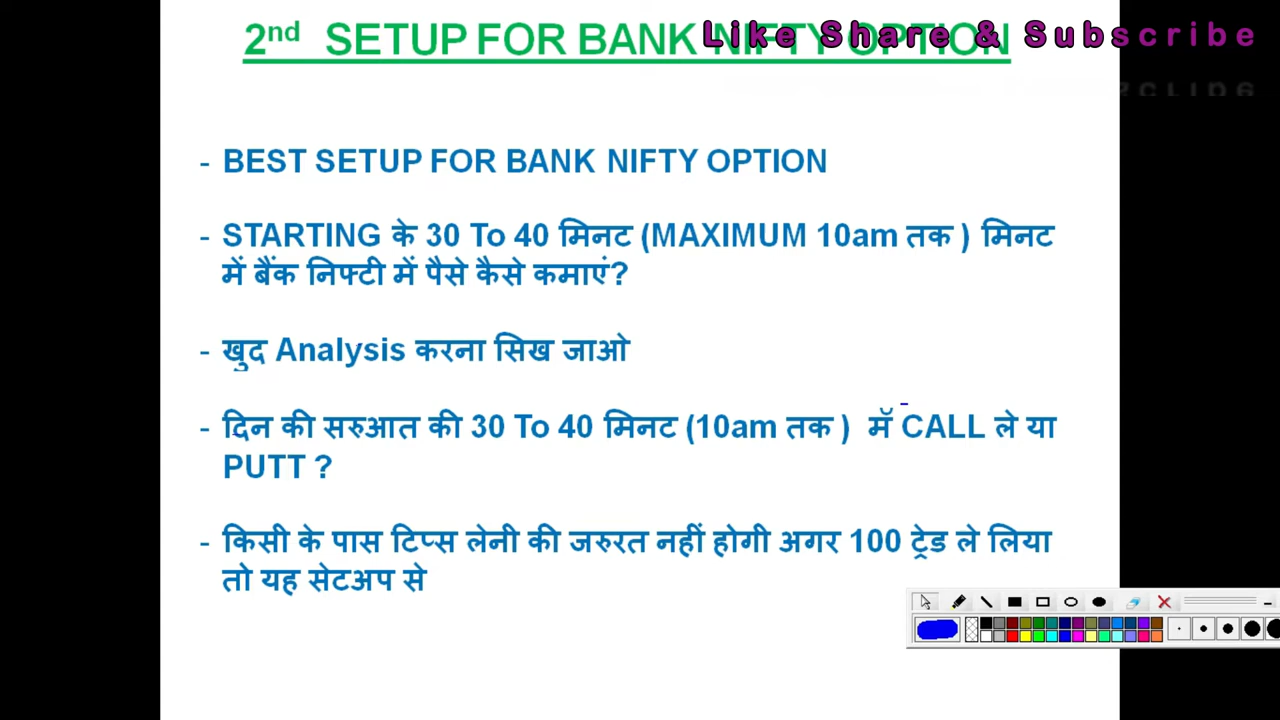 2nd SETUP FOR BANK NIFTY OPTION
Like Share & Subscribe
- BEST SETUP FOR BANK NIFTY OPTION
- STARTING के 30 To 40 मिनट (MAXIMUM 10am तक ) मिनट
में बैंक निफ्टी में पैसे कैसे कमाएं?
- खुद Analysis करना सिख जाओ
- दिन की सरुआत की 30 To 40 मिनट (10am तक ) मॅ CALL ले या
PUTT ?
- किसी के पास टिप्स लेनी की जरुरत नहीं होगी अगर 100 ट्रेड ले लिया
तो यह सेटअप से